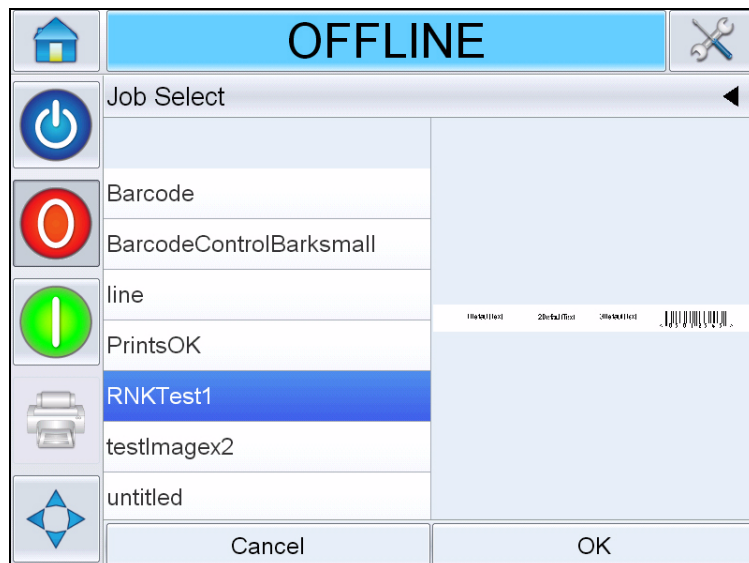 OFFLINE
Job Select
Barcode
BarcodeControlBarksmall
line
PrintsOK
RNKTest1
testImagex2
untitled
Cancel
OK